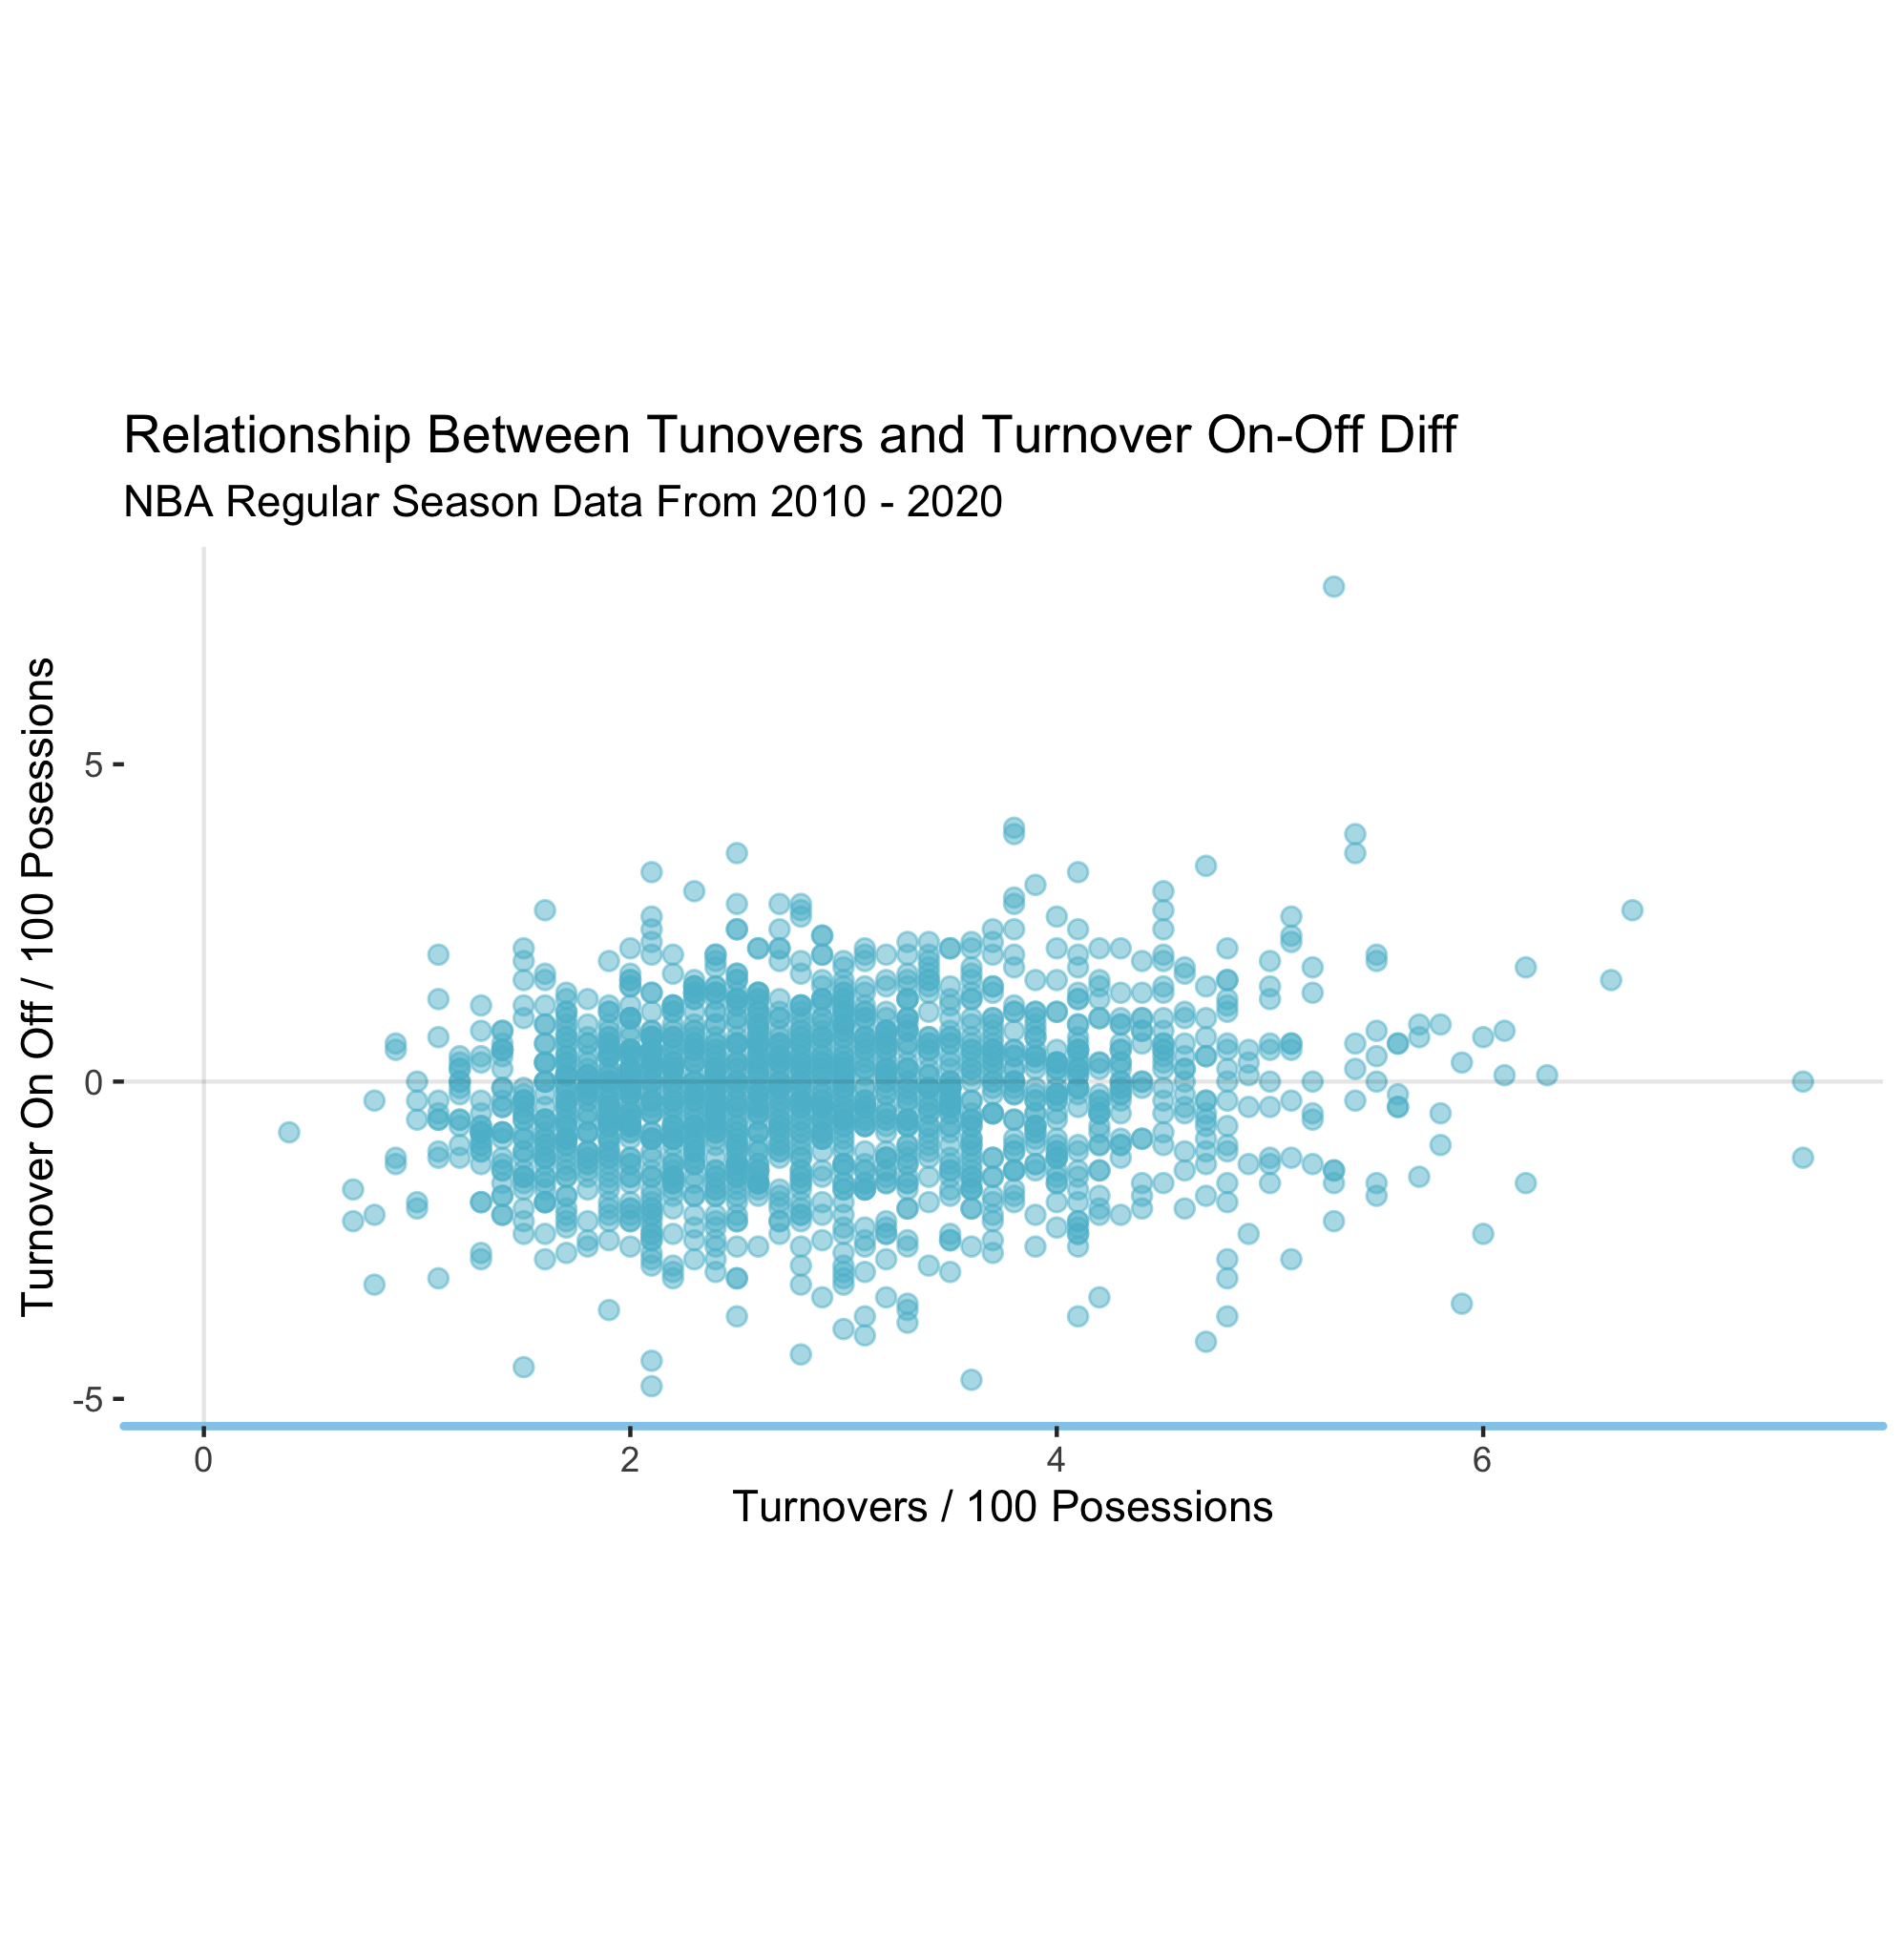 Relationship Between Tunovers and Turnover On-Off Diff
NBA Regular Season Data From 2010 - 2020
Turnover On Off / 100 Posessions
5
0
-5
0
2
4
6
Turnovers / 100 Posessions